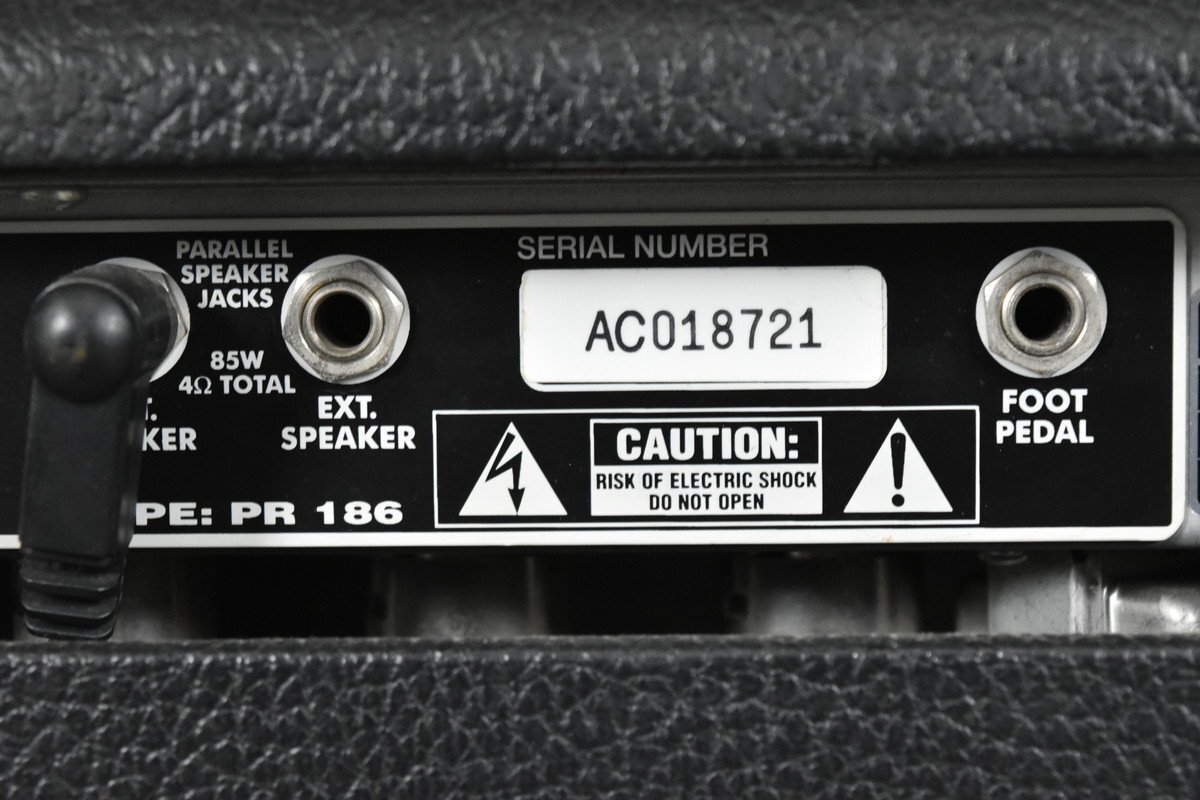 PARALLEL
SPEAKER
JACKS
85W
4Ω TOTAL
EXT.
SPEAKER
PE: PR 186
SERIAL NUMBER
AC018721
CAUTION:
RISK OF ELECTRIC SHOCK
DO NOT OPEN
FOOT
PEDAL